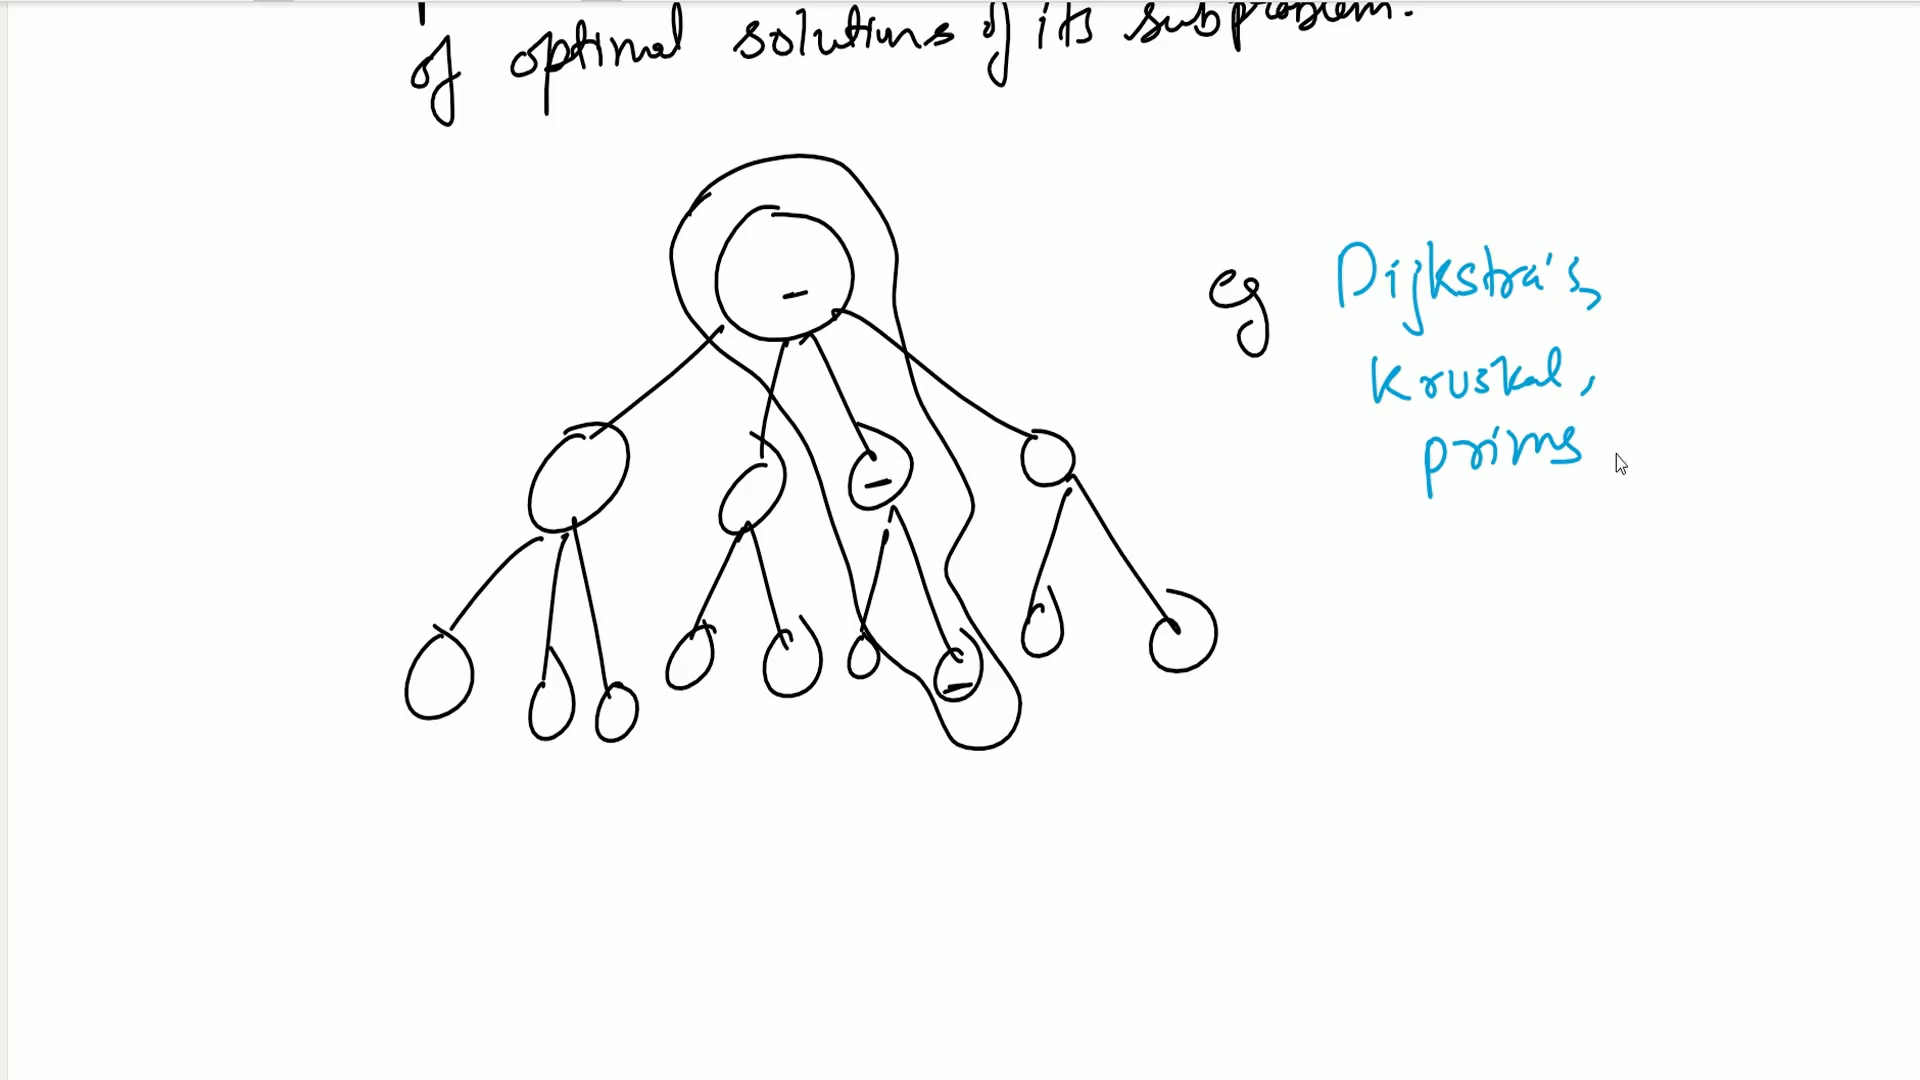 of optimal solutions of its subproblem.
eg Dijkstra's,
Kruskal,
prims